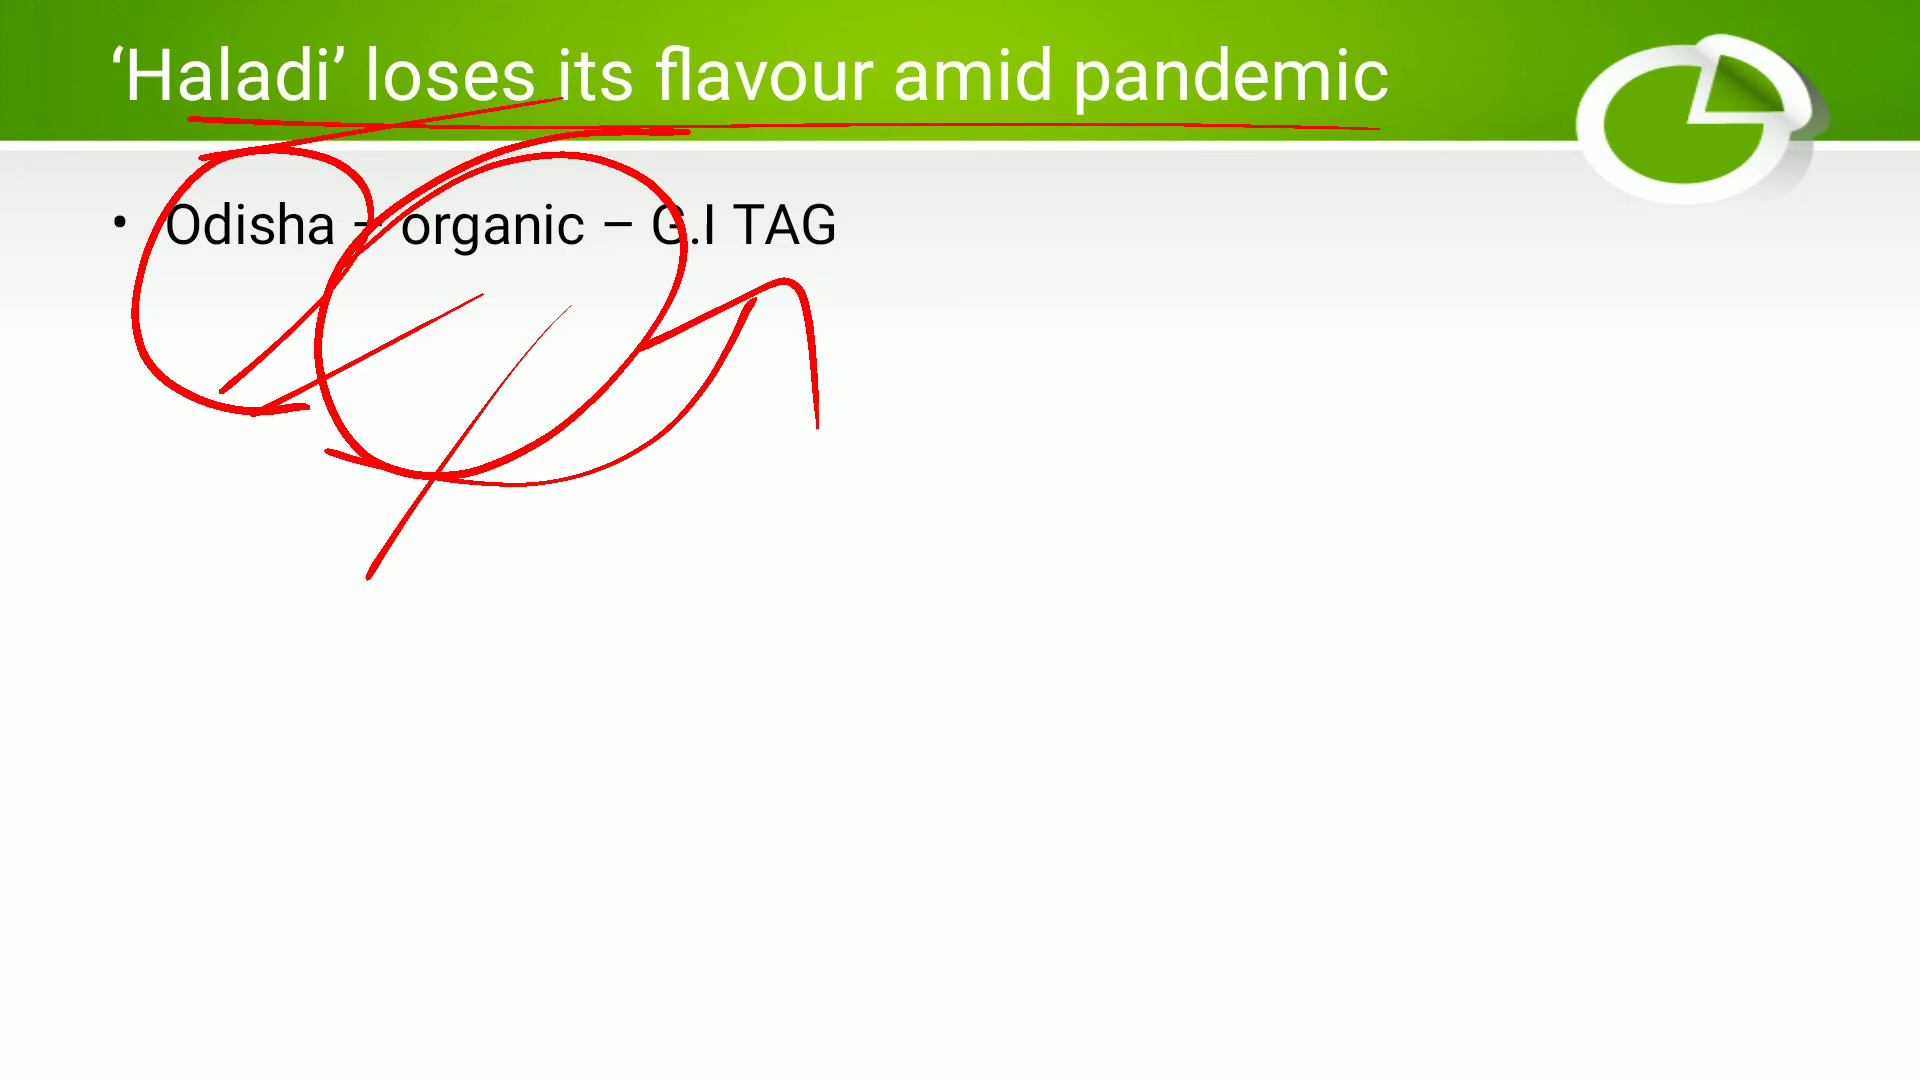 ‘Haladi’ loses its flavour amid pandemic
• Odisha – organic – G.I TAG